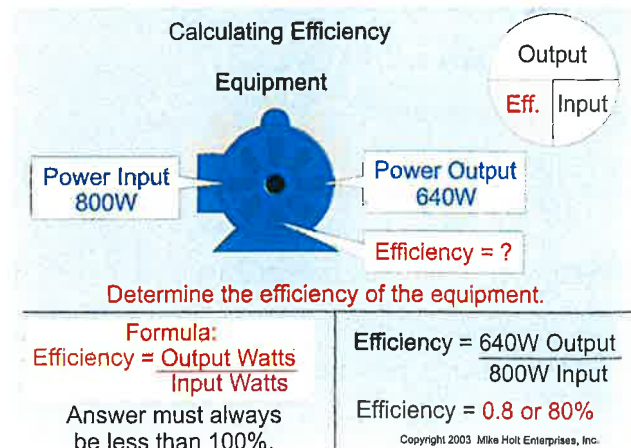 Calculating Efficiency
Equipment
Output
Eff.
Input
Power Input
800W
Power Output
640W
Efficiency = ?
Determine the efficiency of the equipment.
Formula:
Efficiency = Output Watts
Input Watts
Answer must always
be less than 100%.
Efficiency = 640W Output
800W Input
Efficiency = 0.8 or 80%
Copyright 2003 Mike Holt Enterprises, Inc.